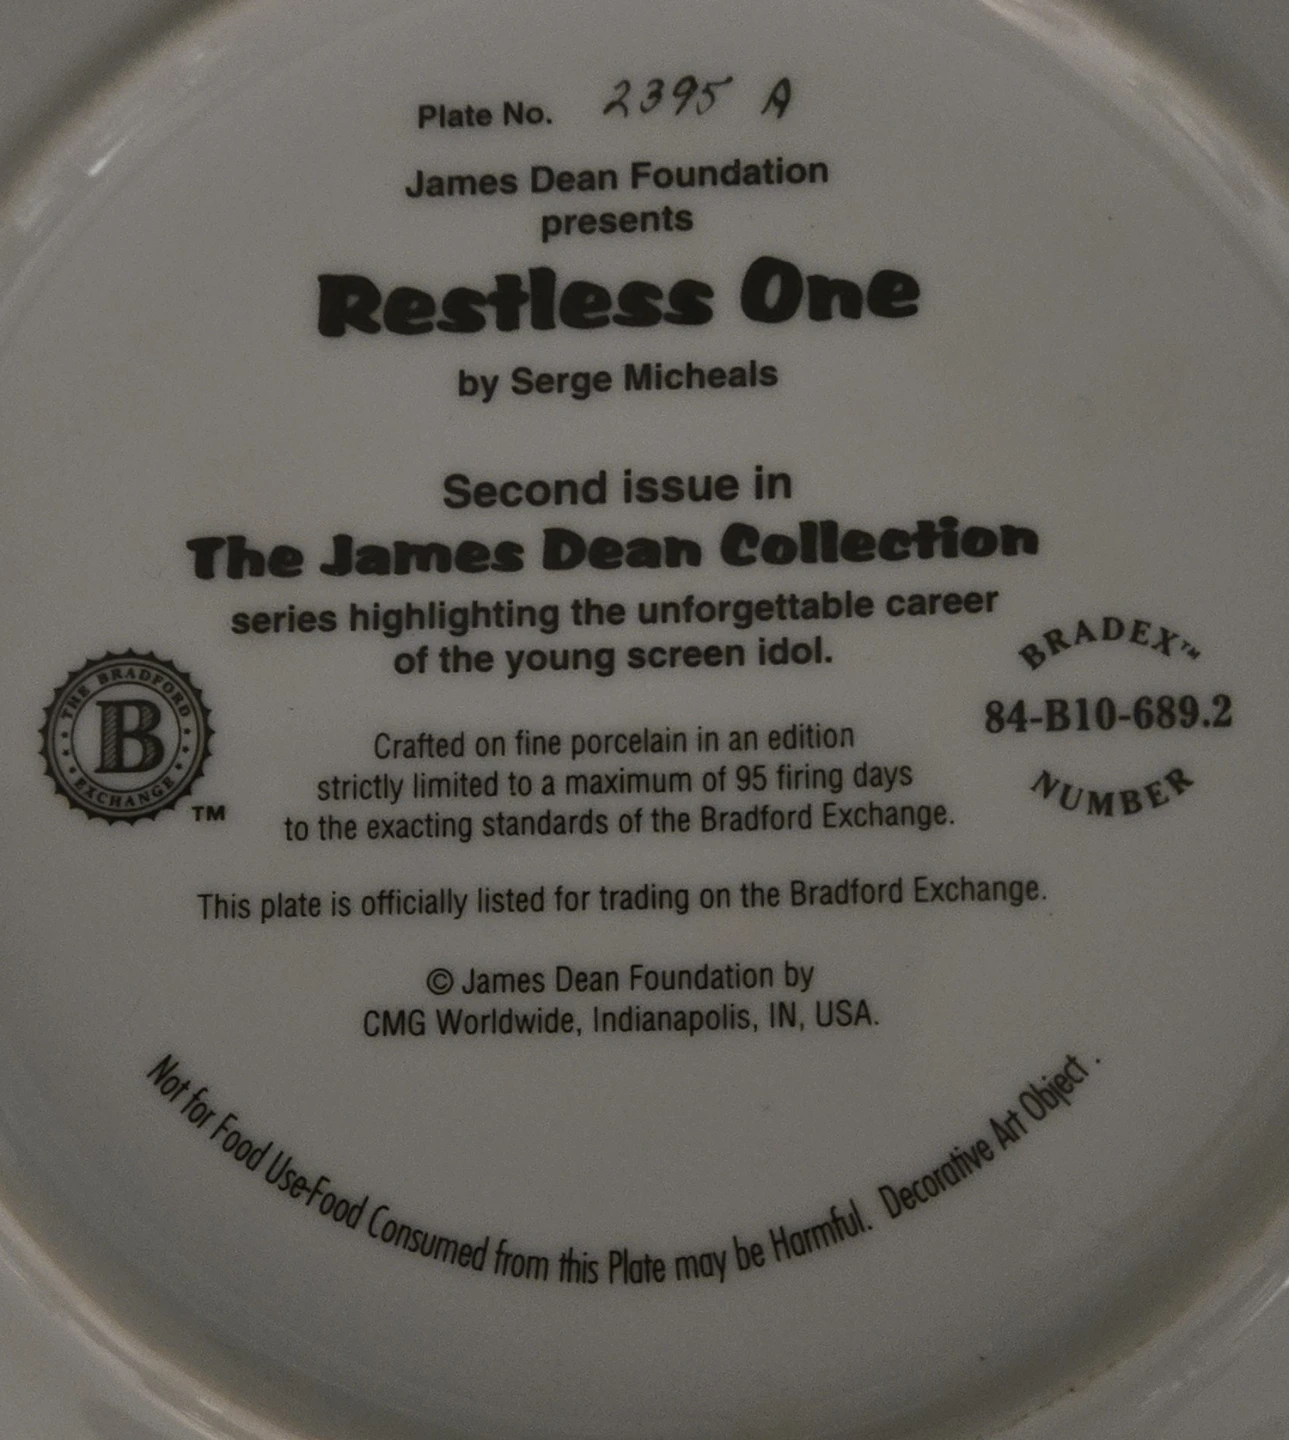 Plate No. 2395 A
James Dean Foundation
presents
Restless One
by Serge Micheals
Second issue in
The James Dean Collection
series highlighting the unforgettable career
of the young screen idol.
THE BRADFORD
B
EXCHANGE
TM
BRADEX™
84-B10-689.2
NUMBER
Crafted on fine porcelain in an edition
strictly limited to a maximum of 95 firing days
to the exacting standards of the Bradford Exchange.
This plate is officially listed for trading on the Bradford Exchange.
© James Dean Foundation by
CMG Worldwide, Indianapolis, IN, USA.
Not for Food Use-Food Consumed from this Plate may be Harmful. Decorative Art Object.